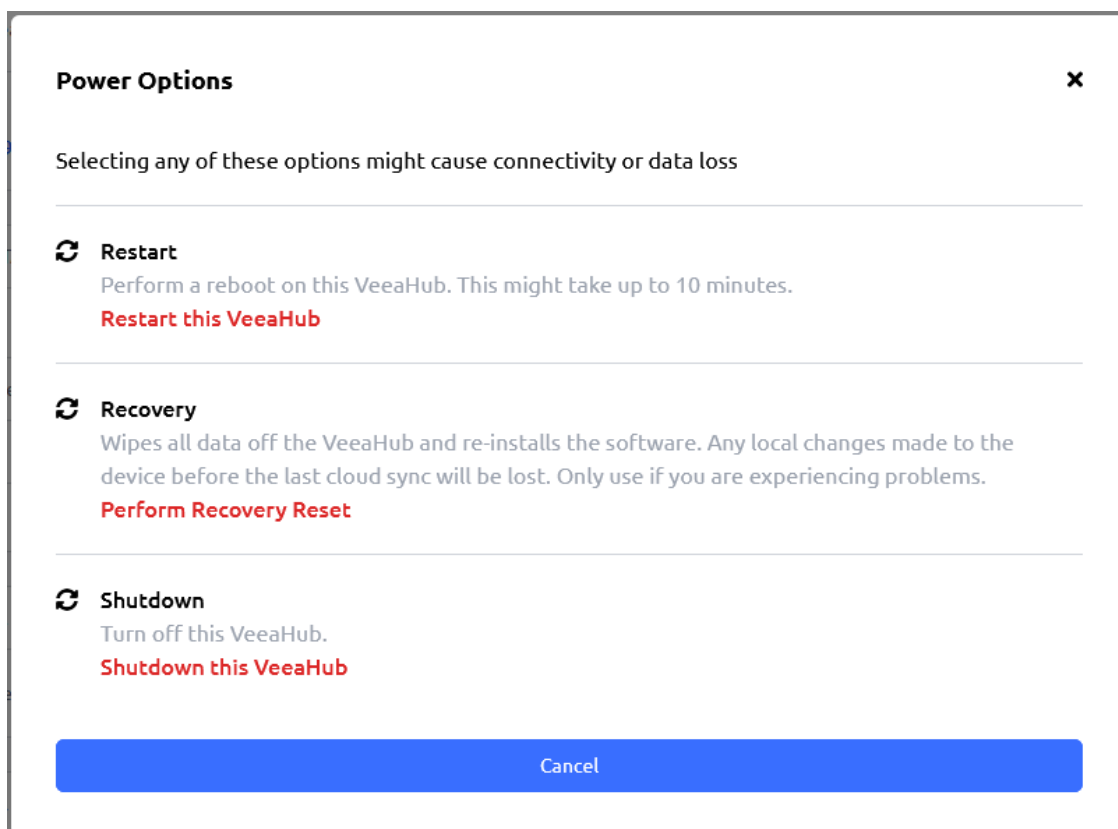 Power Options
Selecting any of these options might cause connectivity or data loss
Restart
Perform a reboot on this VeeaHub. This might take up to 10 minutes.
Restart this VeeaHub
Recovery
Wipes all data off the VeeaHub and re-installs the software. Any local changes made to the
device before the last cloud sync will be lost. Only use if you are experiencing problems.
Perform Recovery Reset
Shutdown
Turn off this VeeaHub.
Shutdown this VeeaHub
Cancel